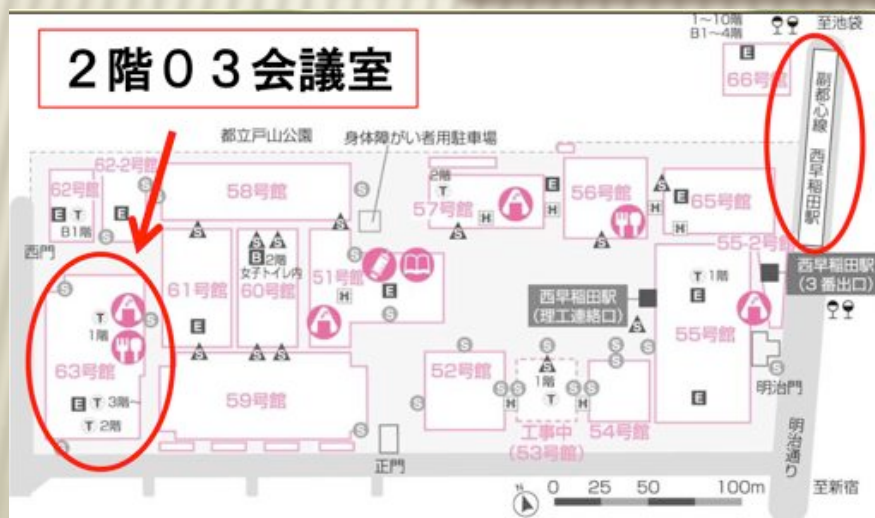 2階03会議室
1〜10階
B1〜4階
至池袋
E
66号館
副都心線 西早稲田駅
都立戸山公園
身体障がい者用駐車場
62-2号館
62号館
E T
B1階
E
58号館
2階
T
57号館
E
H
56号館
H
E
65号館
H
55-2号館
西門
61号館
E
B 2階
女子トイレ内
60号館
51号館
H
E
西早稲田駅
(理工連絡口)
T 1階
E
55号館
E
西早稲田駅
(3番出口)
T
1階
63号館
E T 3階〜
T 2階
59号館
52号館
H
1階
T
H
工事中
(53号館)
54号館
明治門
明治通り
正門
N
0 25 50 100m
至新宿
S